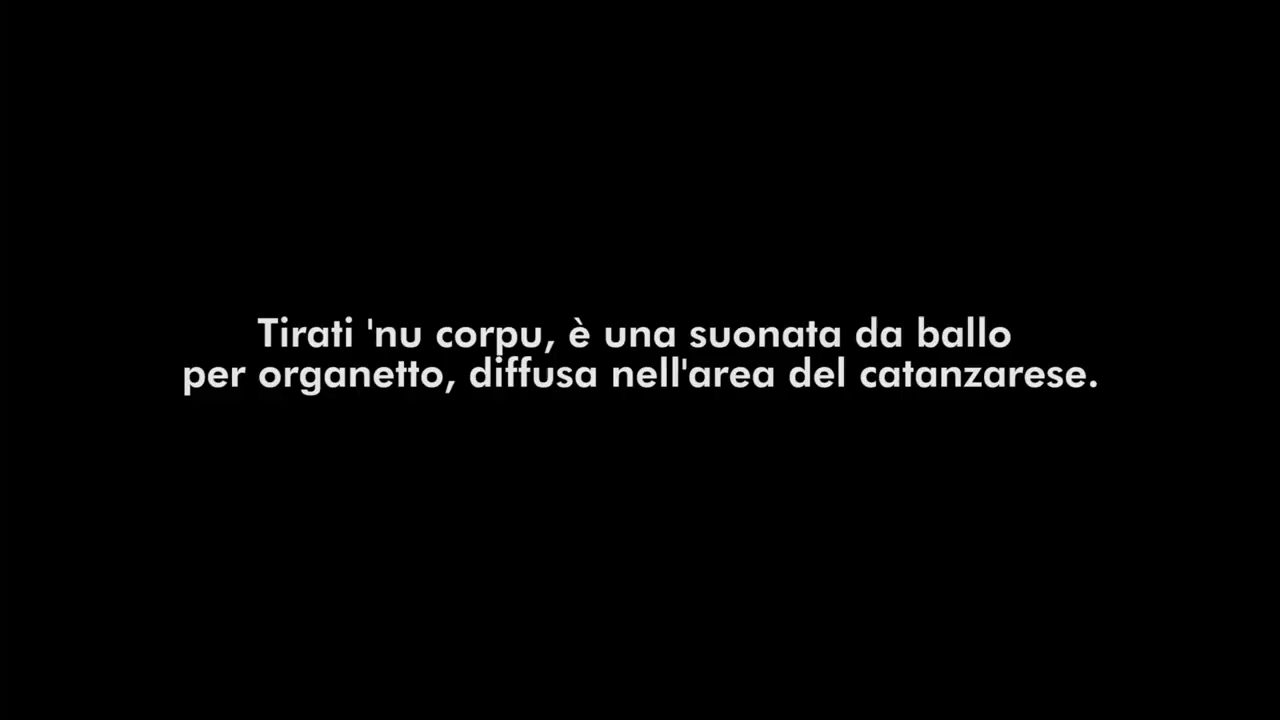 Tirati 'nu corpu, è una suonata da ballo
per organetto, diffusa nell'area del catanzarese.